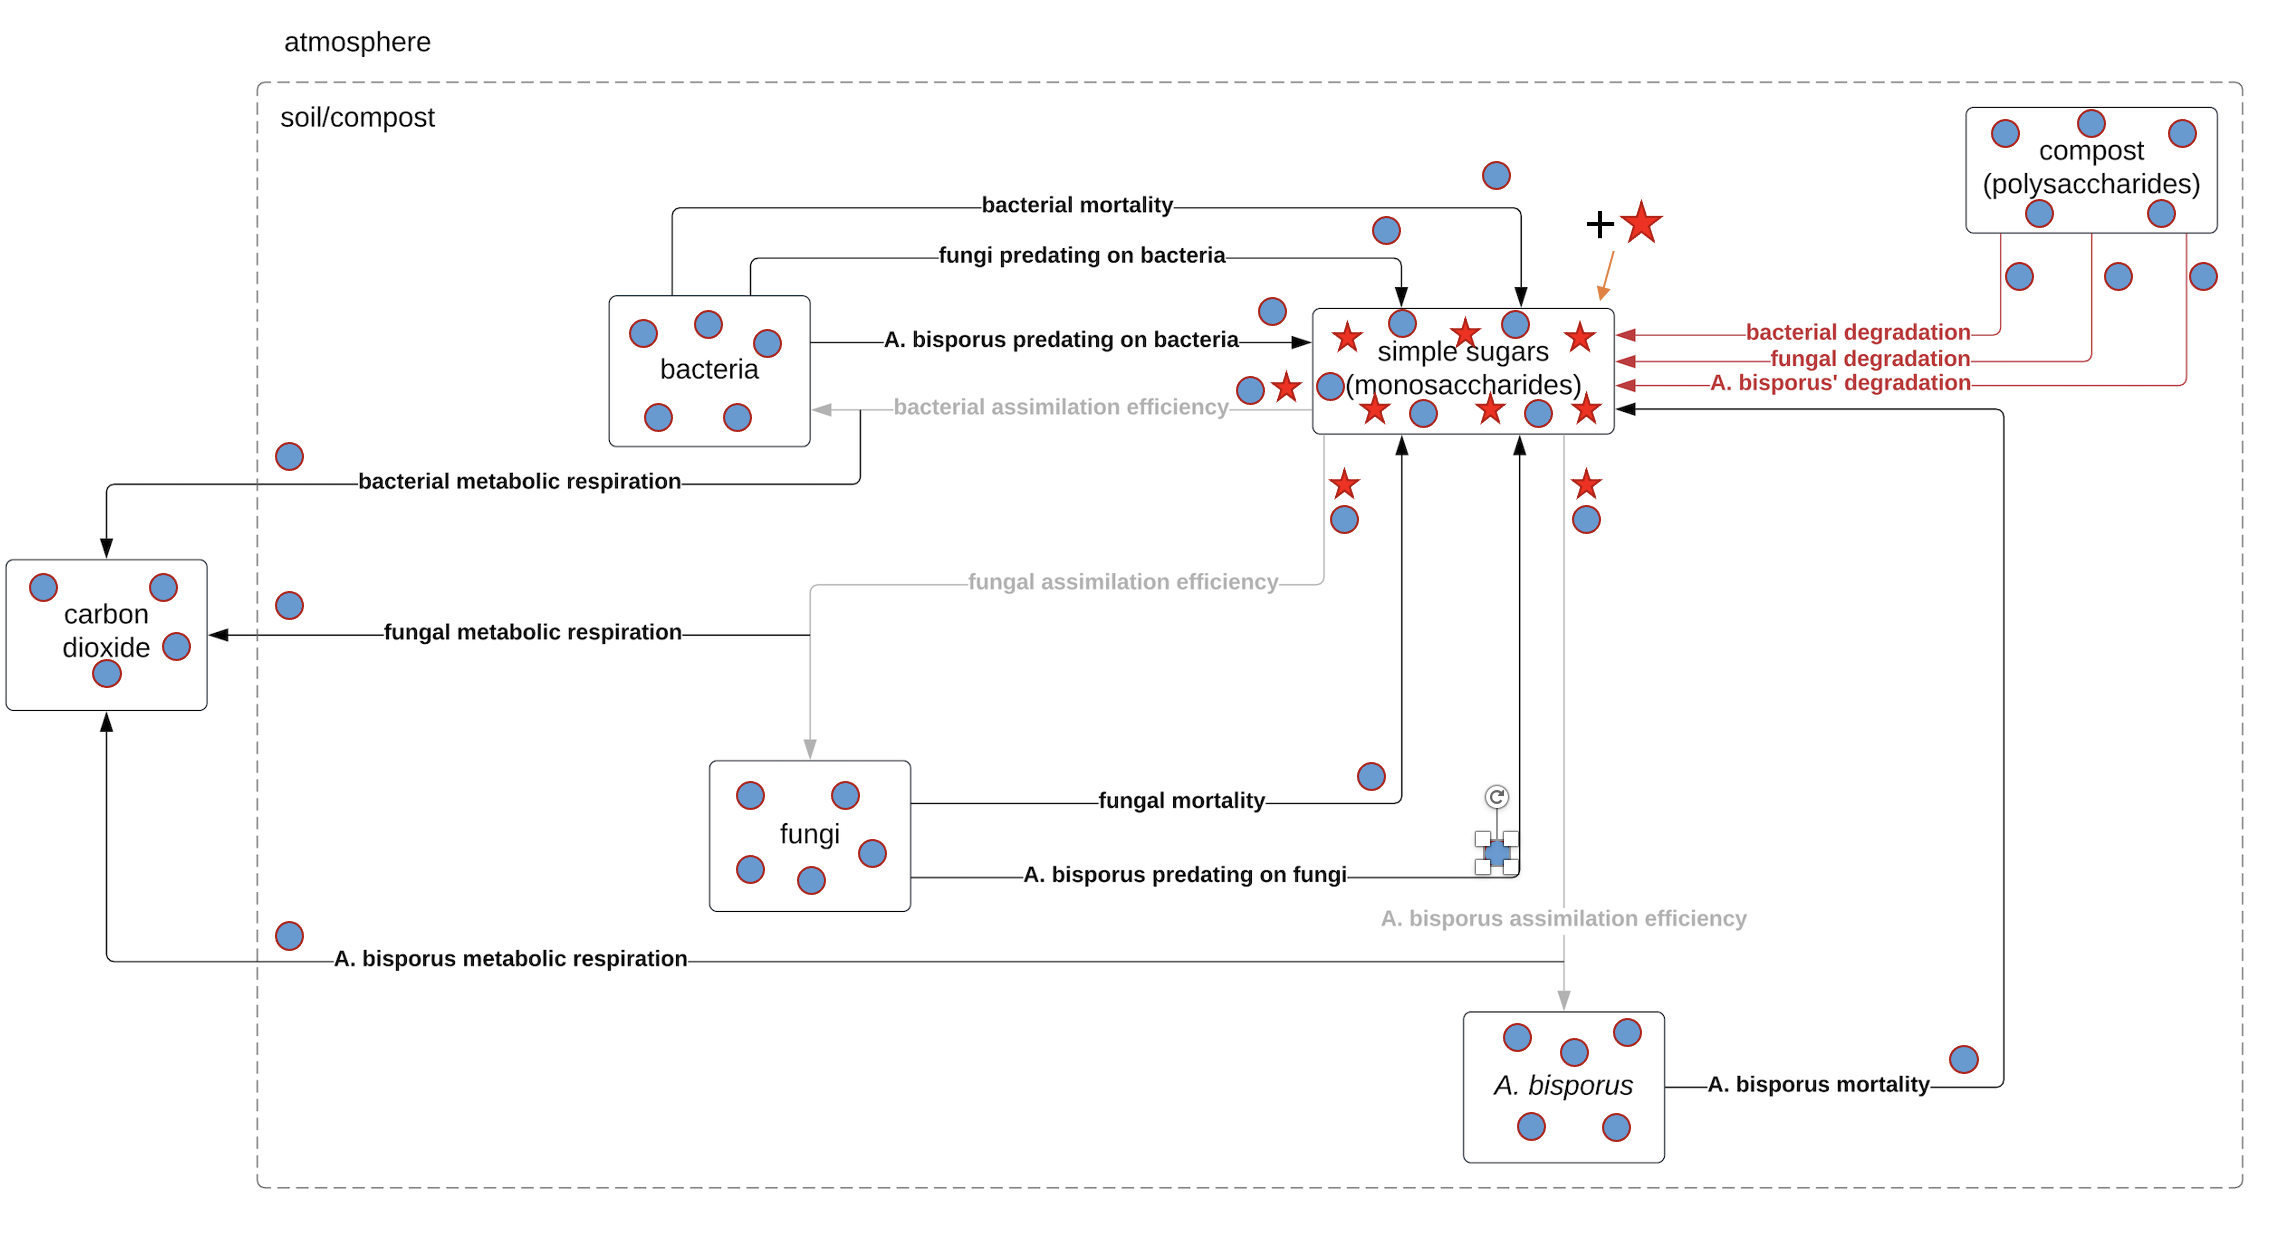 atmosphere
soil/compost
compost
(polysaccharides)
bacterial mortality
+
fungi predating on bacteria
A. bisporus predating on bacteria
bacterial degradation
simple sugars
fungal degradation
bacteria
(monosaccharides)
A. bisporus' degradation
bacterial assimilation efficiency
bacterial metabolic respiration
fungal assimilation efficiency
carbon
dioxide
fungal metabolic respiration
fungal mortality
fungi
A. bisporus predating on fungi
A. bisporus assimilation efficiency
A. bisporus metabolic respiration
A. bisporus
A. bisporus mortality